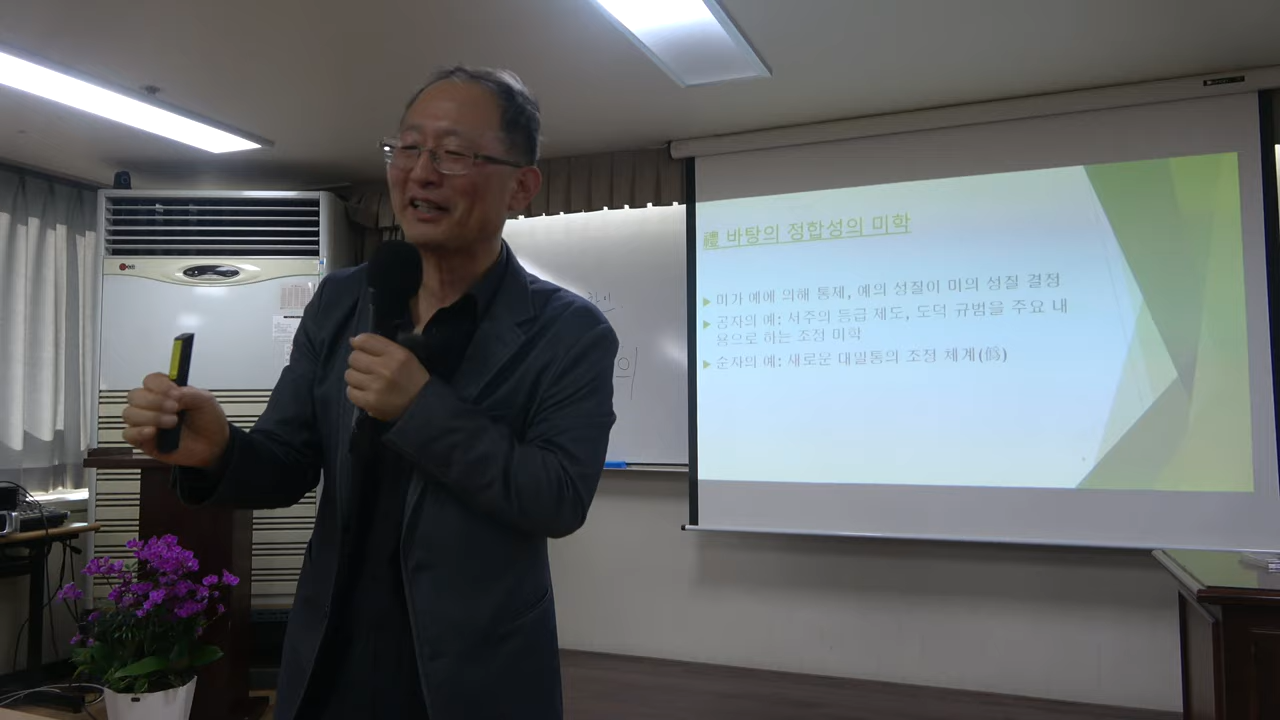 禮 바탕의 정합성의 미학
▶ 미가 예에 의해 통제, 예의 성질이 미의 성질 결정
▶ 공자의 예: 서주의 등급 제도, 도덕 규범을 주요 내
용으로 하는 조정 미학
▶ 순자의 예: 새로운 대일통의 조정 체계(僞)
의